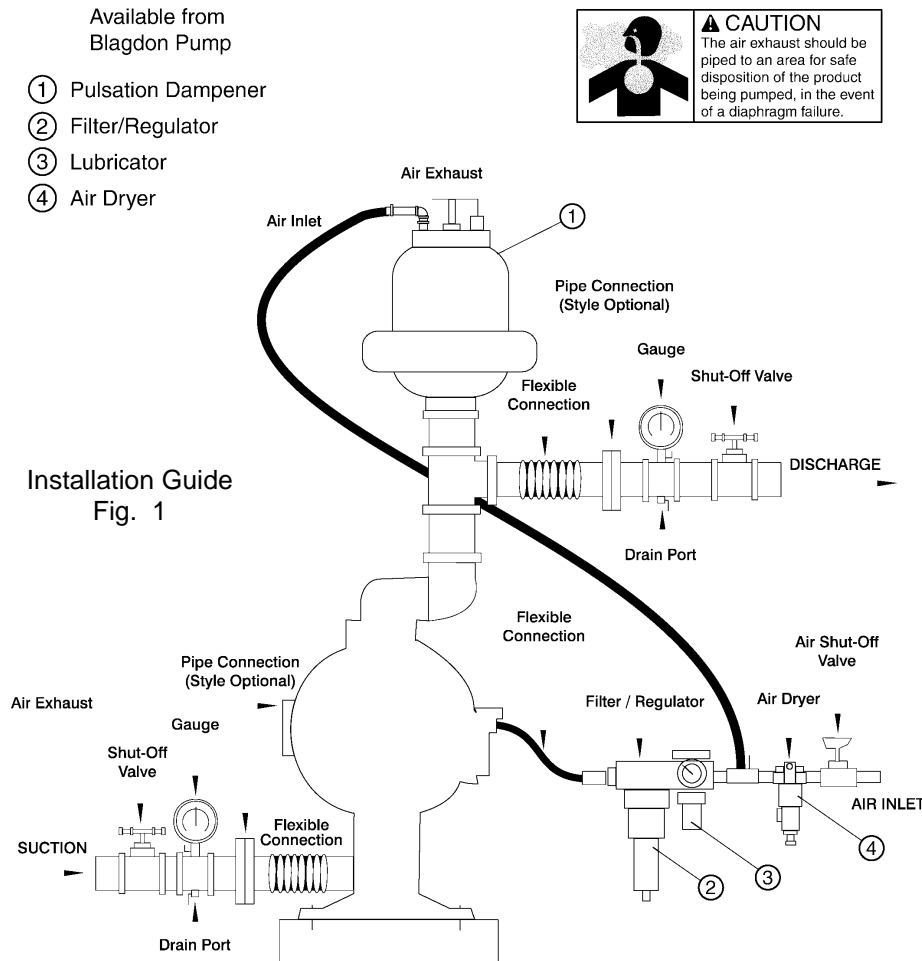 Available from
Blagdon Pump
① Pulsation Dampener
② Filter/Regulator
③ Lubricator
④ Air Dryer
CAUTION
The air exhaust should be
piped to an area for safe
disposition of the product
being pumped, in the event
of a diaphragm failure.
Air Exhaust
Air Inlet
①
Pipe Connection
(Style Optional)
Gauge
Shut-Off Valve
Flexible
Connection
DISCHARGE
Installation Guide
Fig. 1
Drain Port
Flexible
Connection
Air Shut-Off
Valve
Pipe Connection
(Style Optional)
Air Exhaust
Filter / Regulator
Air Dryer
Gauge
Shut-Off
Valve
AIR INLET
Flexible
Connection
SUCTION
④
③
②
Drain Port